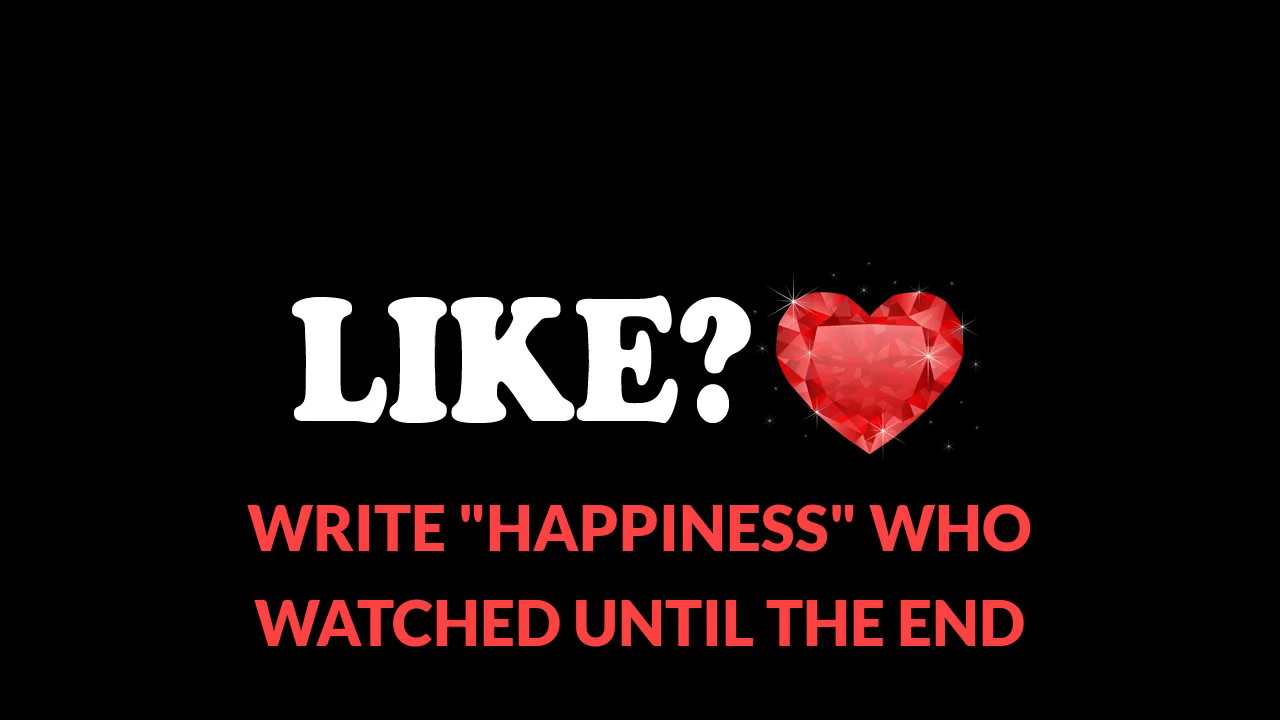 LIKE?
WRITE "HAPPINESS" WHO
WATCHED UNTIL THE END